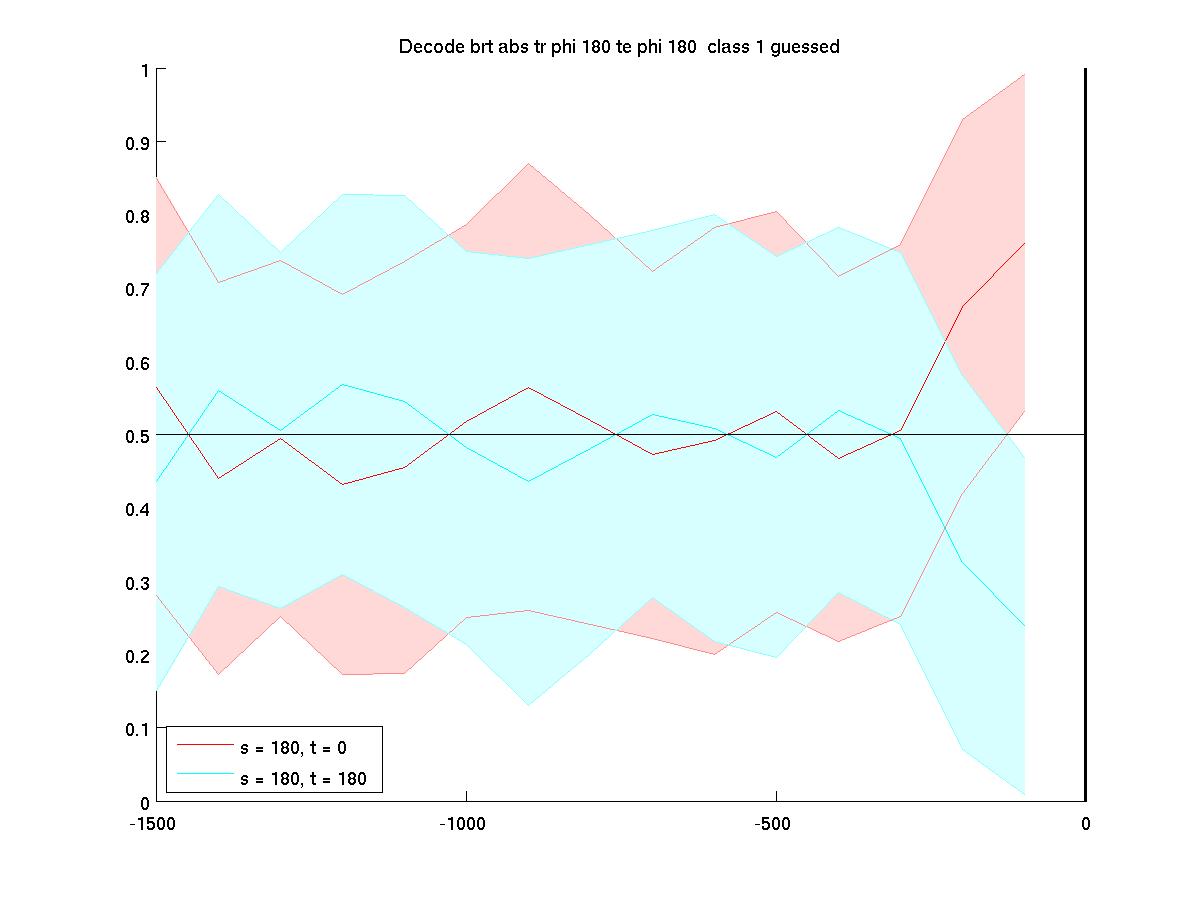 Decode brt abs tr phi 180 te phi 180  class 1 guessed
1
0.9
0.8
0.7
0.6
0.5
0.4
0.3
0.2
0.1
0
s = 180, t = 0
s = 180, t = 180
-1500 -1000 -500 0